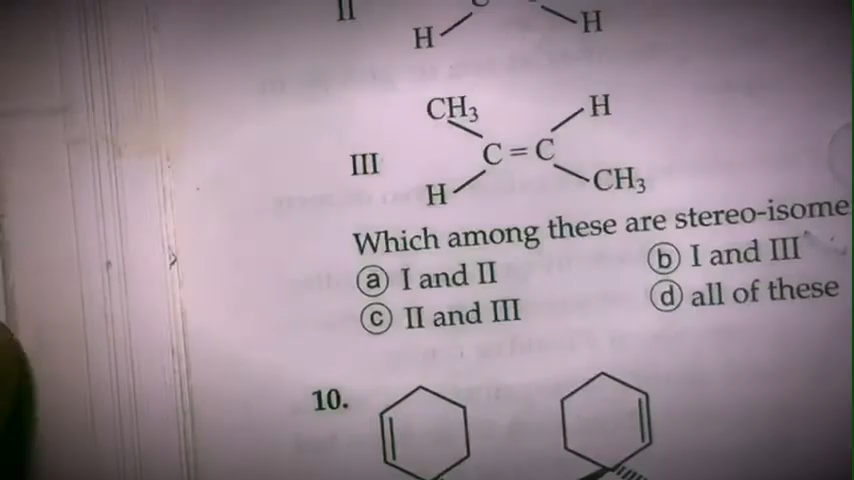 II
H H
CH₃ H
III C = C
H CH₃
Which among these are stereo-isome
ⓐ I and II ⓑ I and III
ⓒ II and III ⓓ all of these
10.